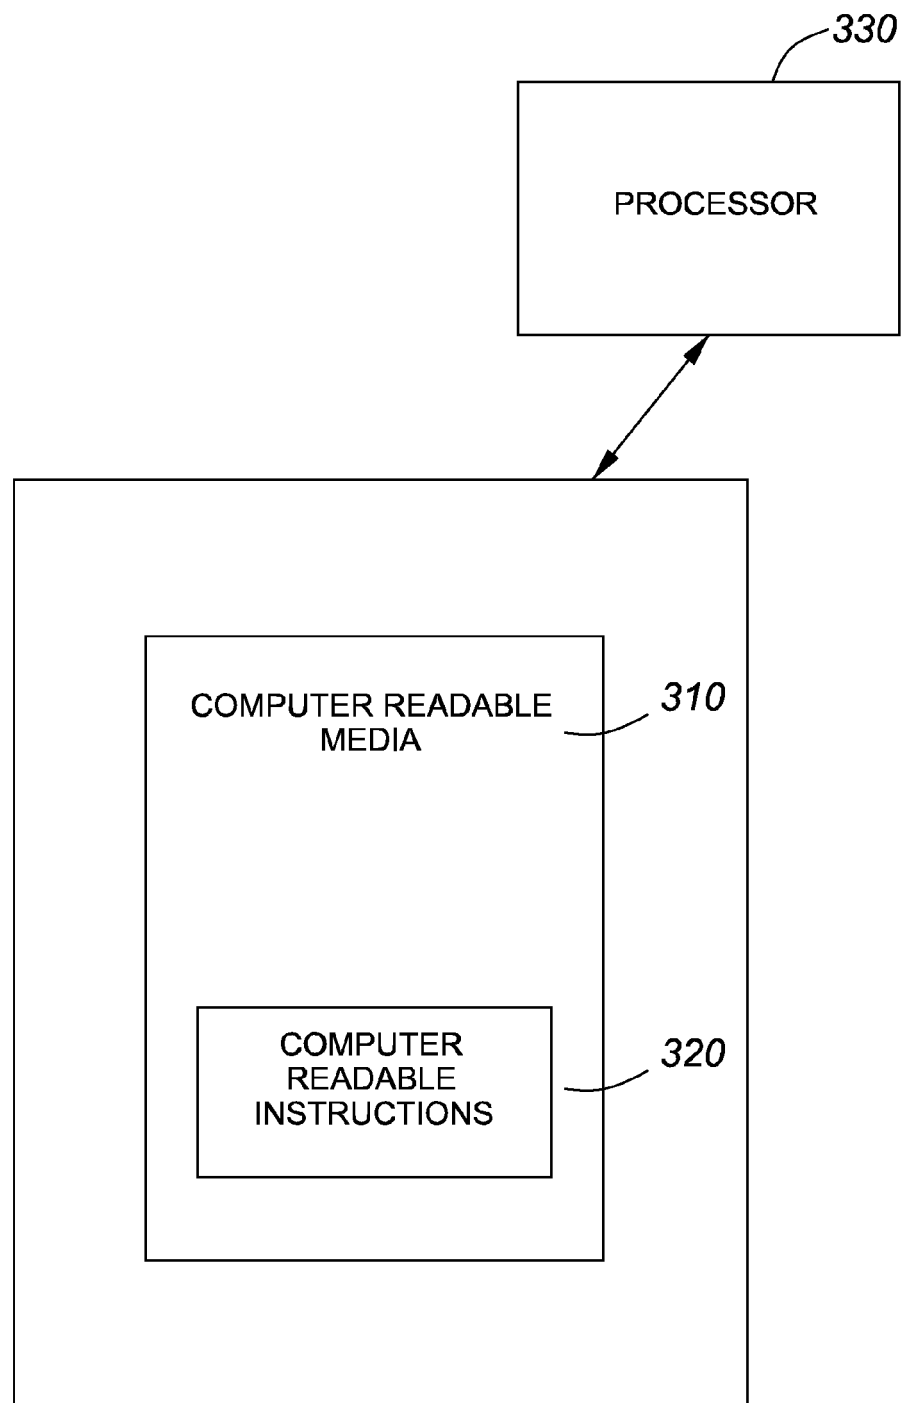 330
PROCESSOR
COMPUTER READABLE
MEDIA
310
COMPUTER
READABLE
INSTRUCTIONS
320